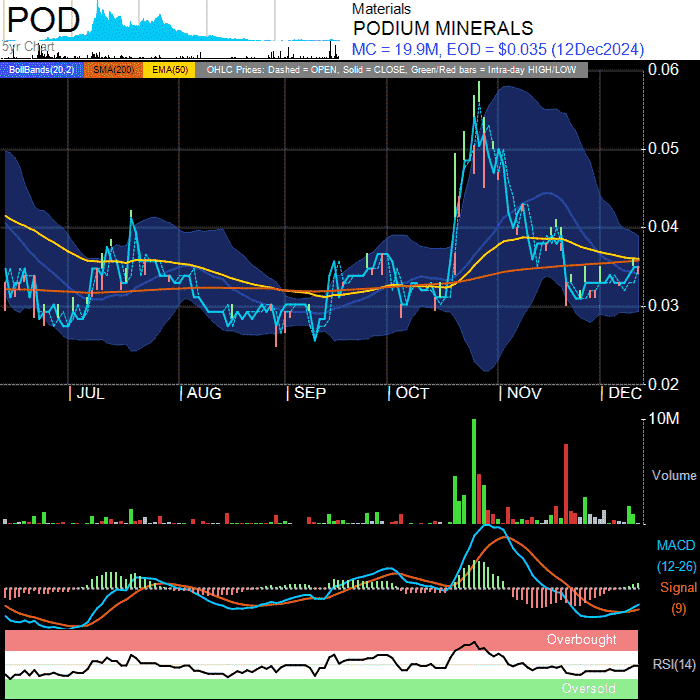 POD
5yr Chart
Materials
PODIUM MINERALS
MC = 19.9M, EOD = $0.035 (12Dec2024)
BollBands(20,2) SMA(200) EMA(50) OHLC Prices: Dashed = OPEN, Solid = CLOSE, Green/Red bars = Intra-day HIGH/LOW
0.06
0.05
0.04
0.03
0.02
JUL AUG SEP OCT NOV DEC
10M
Volume
MACD
(12-26)
Signal
(9)
Overbought
RSI(14)
Oversold